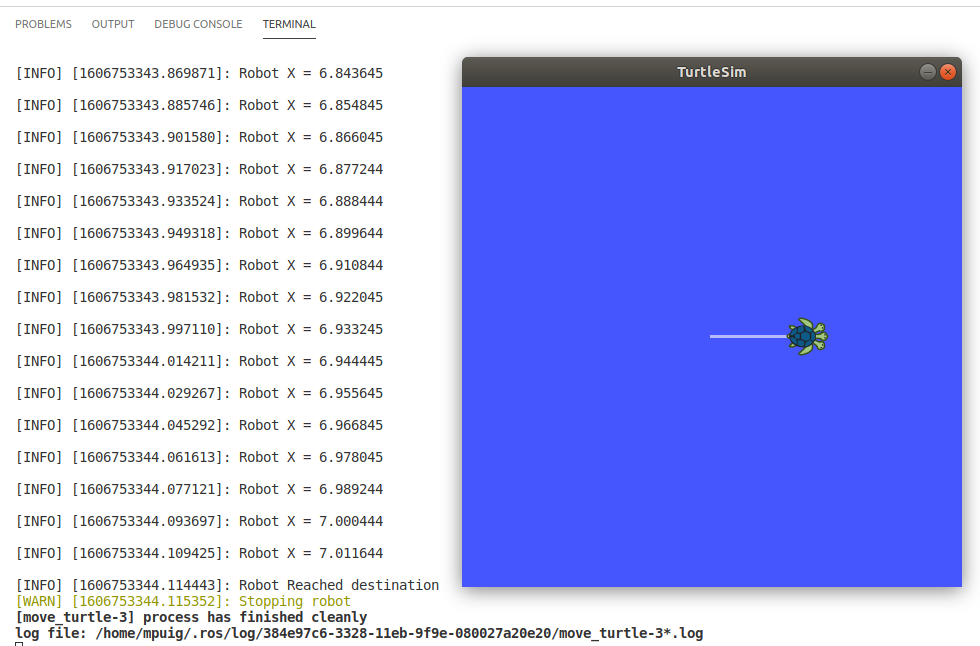 PROBLEMS OUTPUT DEBUG CONSOLE TERMINAL
TurtleSim
[INFO] [1606753343.869871]: Robot X = 6.843645
[INFO] [1606753343.885746]: Robot X = 6.854845
[INFO] [1606753343.901580]: Robot X = 6.866045
[INFO] [1606753343.917023]: Robot X = 6.877244
[INFO] [1606753343.933524]: Robot X = 6.888444
[INFO] [1606753343.949318]: Robot X = 6.899644
[INFO] [1606753343.964935]: Robot X = 6.910844
[INFO] [1606753343.981532]: Robot X = 6.922045
[INFO] [1606753343.997110]: Robot X = 6.933245
[INFO] [1606753344.014211]: Robot X = 6.944445
[INFO] [1606753344.029267]: Robot X = 6.955645
[INFO] [1606753344.045292]: Robot X = 6.966845
[INFO] [1606753344.061613]: Robot X = 6.978045
[INFO] [1606753344.077121]: Robot X = 6.989244
[INFO] [1606753344.093697]: Robot X = 7.000444
[INFO] [1606753344.109425]: Robot X = 7.011644
[INFO] [1606753344.114443]: Robot Reached destination
[WARN] [1606753344.115352]: Stopping robot
[move_turtle-3] process has finished cleanly
log file: /home/mpuig/.ros/log/384e97c6-3328-11eb-9f9e-080027a20e20/move_turtle-3*.log